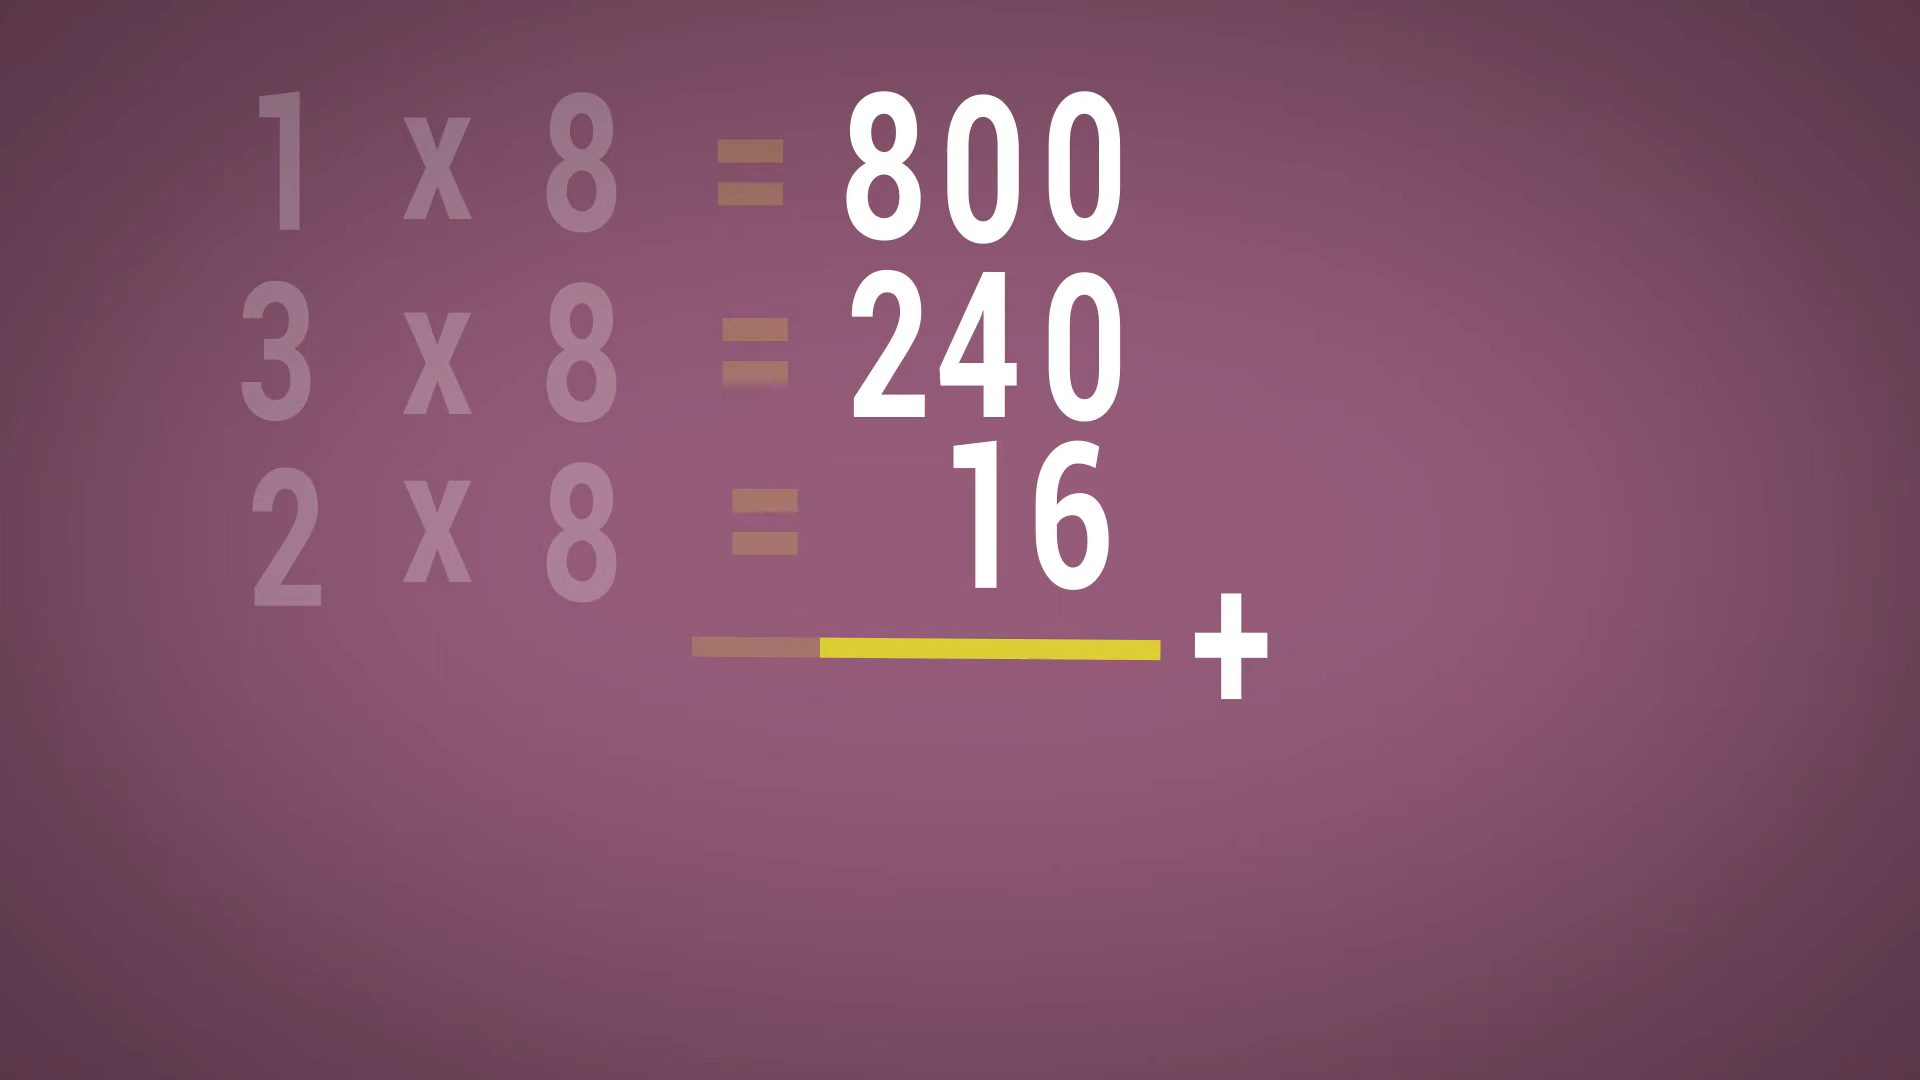 1 x 8 = 800
3 x 8 = 240
2 x 8 = 16
+